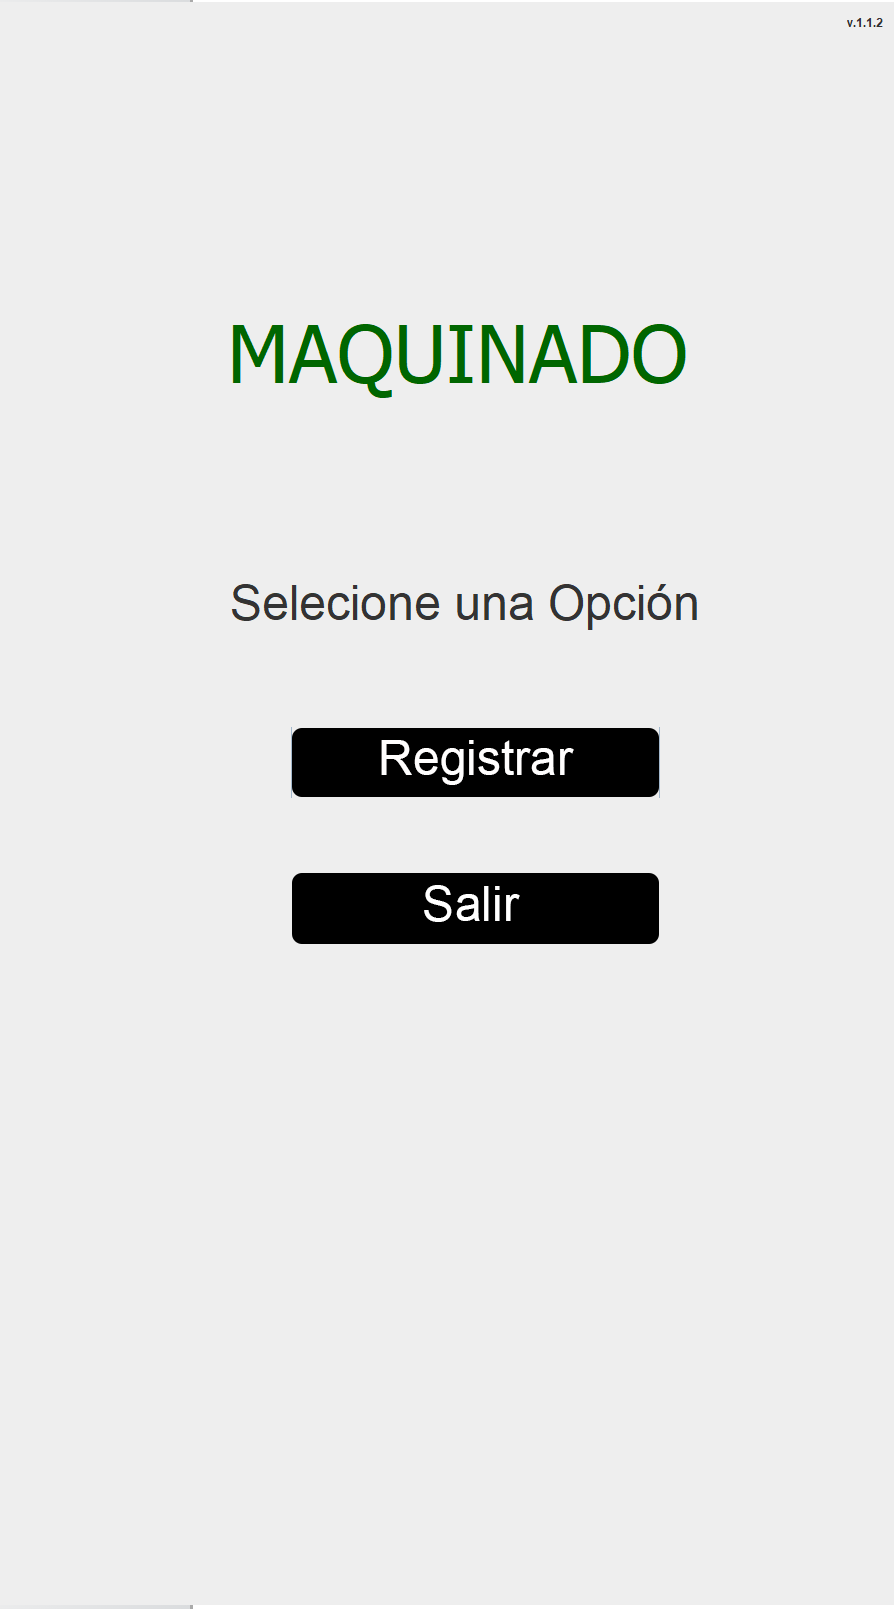 v.1.1.2
MAQUINADO
Selecione una Opción
Registrar
Salir